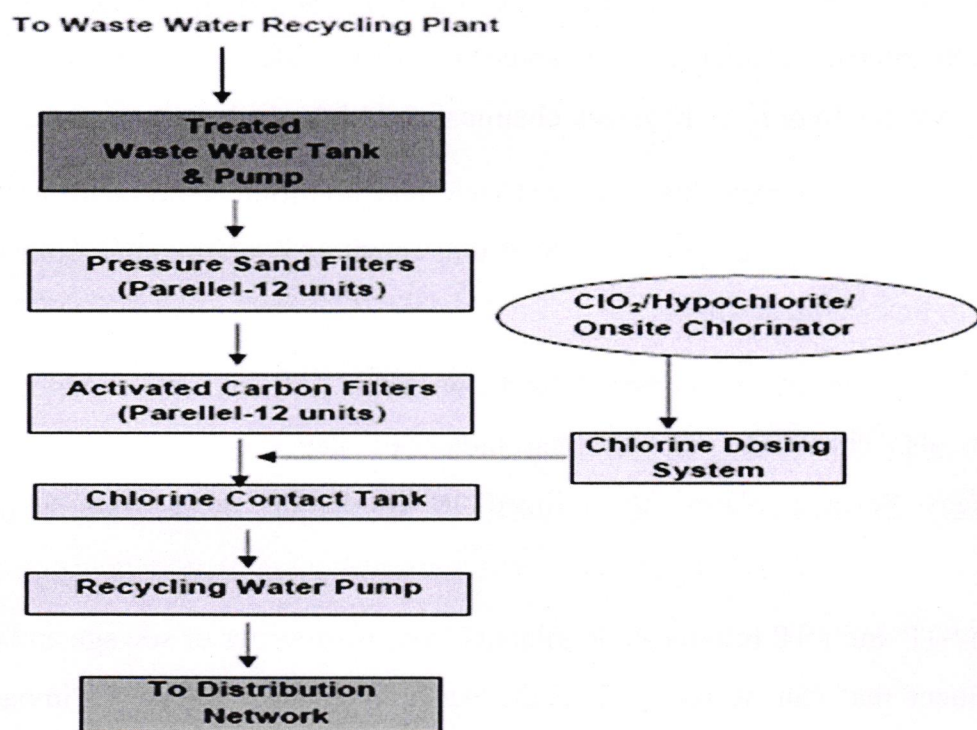 To Waste Water Recycling Plant
Treated
Waste Water Tank
& Pump
Pressure Sand Filters
(Parellel-12 units)
ClO₂/Hypochlorite/
Onsite Chlorinator
Activated Carbon Filters
(Parellel-12 units)
Chlorine Dosing
System
Chlorine Contact Tank
Recycling Water Pump
To Distribution
Network